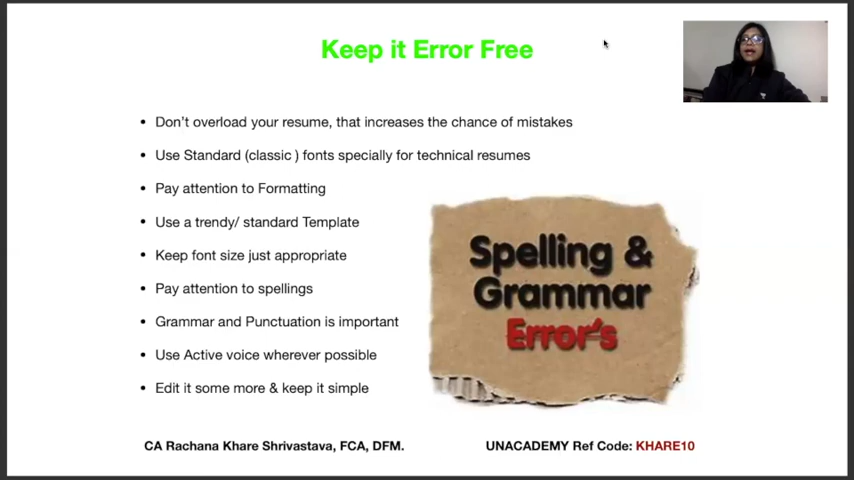 Keep it Error Free
• Don't overload your resume, that increases the chance of mistakes
• Use Standard (classic ) fonts specially for technical resumes
• Pay attention to Formatting
• Use a trendy/ standard Template
• Keep font size just appropriate
• Pay attention to spellings
• Grammar and Punctuation is important
• Use Active voice wherever possible
• Edit it some more & keep it simple
Spelling &
Grammar
Error's
CA Rachana Khare Shrivastava, FCA, DFM.
UNACADEMY Ref Code: KHARE10